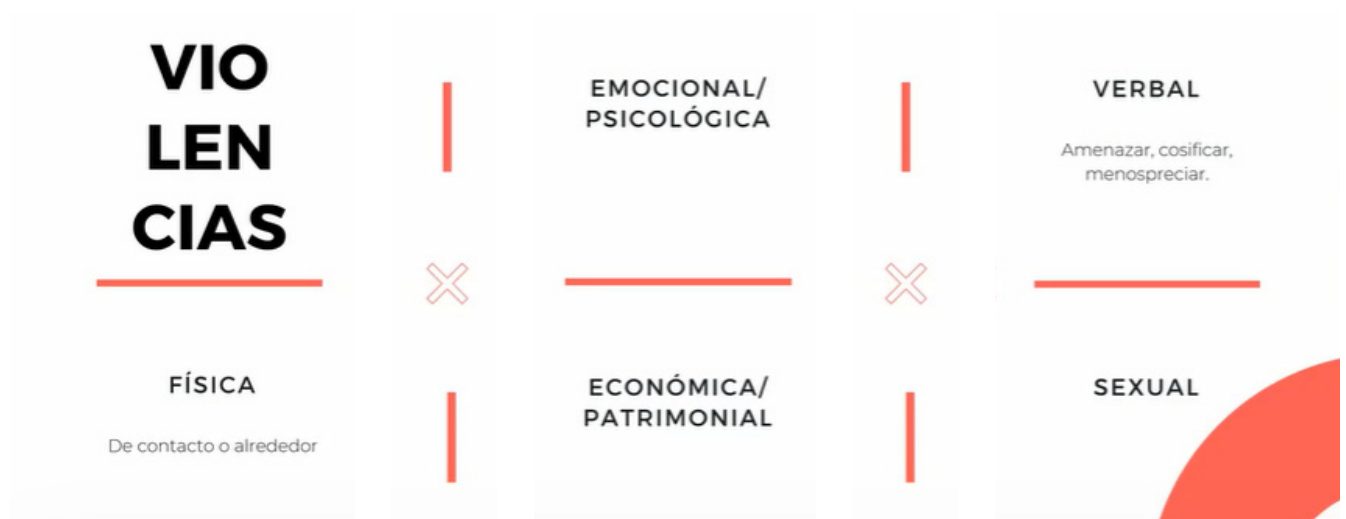 VIO
LEN
CIAS
EMOCIONAL/
PSICOLÓGICA
VERBAL
Amenazar, cosificar,
menospreciar.
FÍSICA
De contacto o alrededor
ECONÓMICA/
PATRIMONIAL
SEXUAL